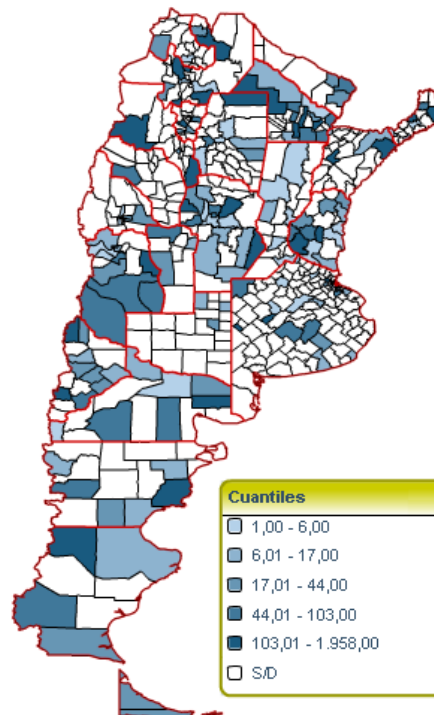 Cuantiles
1,00 - 6,00
6,01 - 17,00
17,01 - 44,00
44,01 - 103,00
103,01 - 1.958,00
S/D